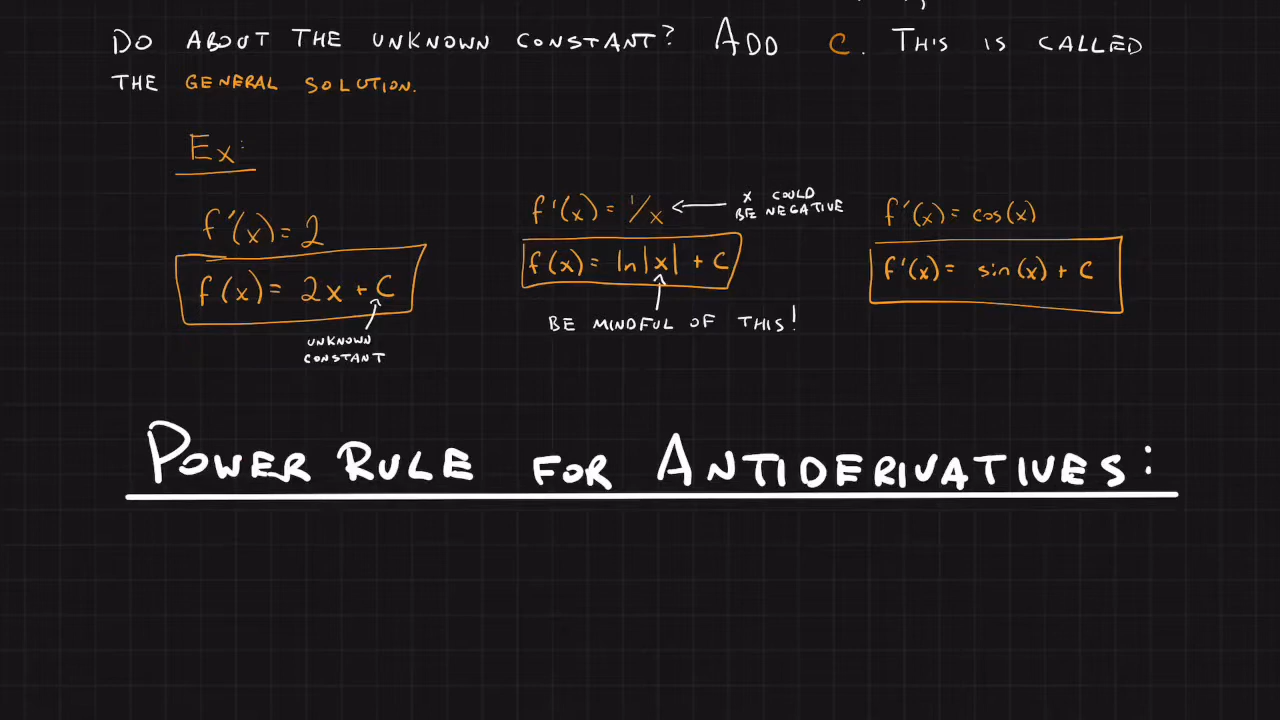 DO ABOUT THE UNKNOWN CONSTANT? ADD C. THIS IS CALLED
THE GENERAL SOLUTION.
Ex:
f'(x) = 2
f(x) = 2x + C
UNKNOWN
CONSTANT
f'(x) = 1/x
x COULD
BE NEGATIVE
f(x) = ln|x| + C
BE MINDFUL OF THIS!
f'(x) = cos(x)
f'(x) = sin(x) + C
POWER RULE FOR ANTIDERIVATIVES: